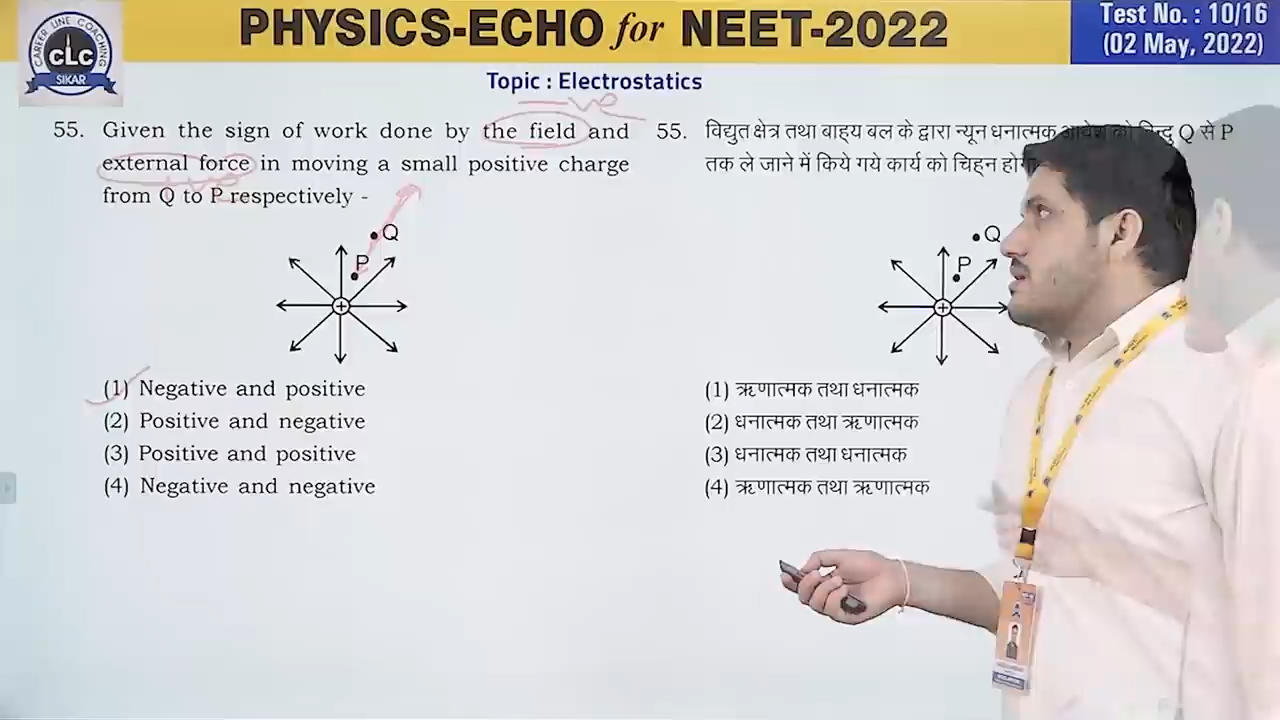 PHYSICS-ECHO for NEET-2022
Test No. : 10/16
(02 May, 2022)
CAREER LINE COACHING
CLC
SIKAR
Topic : Electrostatics
-ve
55. Given the sign of work done by the field and
external force in moving a small positive charge
from Q to P respectively -
+ve
Q
P
+
(1) Negative and positive
(2) Positive and negative
(3) Positive and positive
(4) Negative and negative
55. विद्युत क्षेत्र तथा बाह्य बल के द्वारा न्यून धनात्मक आवेश को बिन्दु Q से P
तक ले जाने में किये गये कार्य को चिह्न
Q
P
+
(1) ऋणात्मक तथा धनात्मक
(2) धनात्मक तथा ऋणात्मक
(3) धनात्मक तथा धनात्मक
(4) ऋणात्मक तथा ऋणात्मक